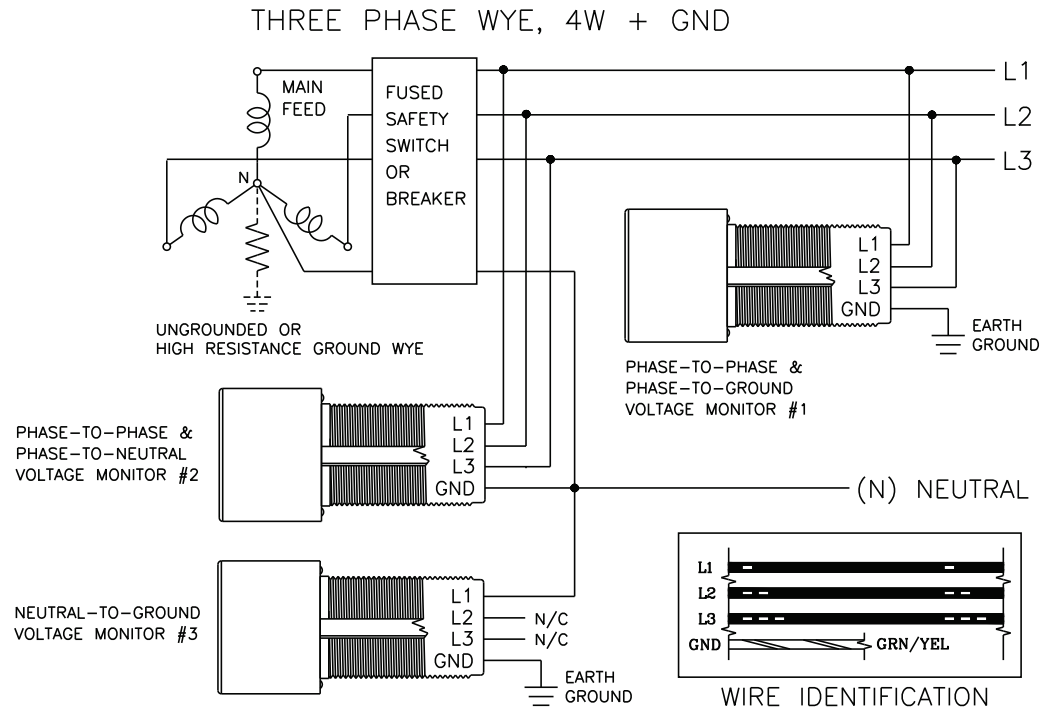 THREE PHASE WYE, 4W + GND
MAIN
FEED
FUSED
SAFETY
SWITCH
OR
BREAKER
L1
L2
L3
N
UNGROUNDED OR
HIGH RESISTANCE GROUND WYE
L1
L2
L3
GND
EARTH
GROUND
PHASE-TO-PHASE &
PHASE-TO-GROUND
VOLTAGE MONITOR #1
PHASE-TO-PHASE &
PHASE-TO-NEUTRAL
VOLTAGE MONITOR #2
L1
L2
L3
GND
(N) NEUTRAL
NEUTRAL-TO-GROUND
VOLTAGE MONITOR #3
L1
L2
L3
GND
N/C
N/C
EARTH
GROUND
L1
L2
L3
GND
GRN/YEL
WIRE IDENTIFICATION